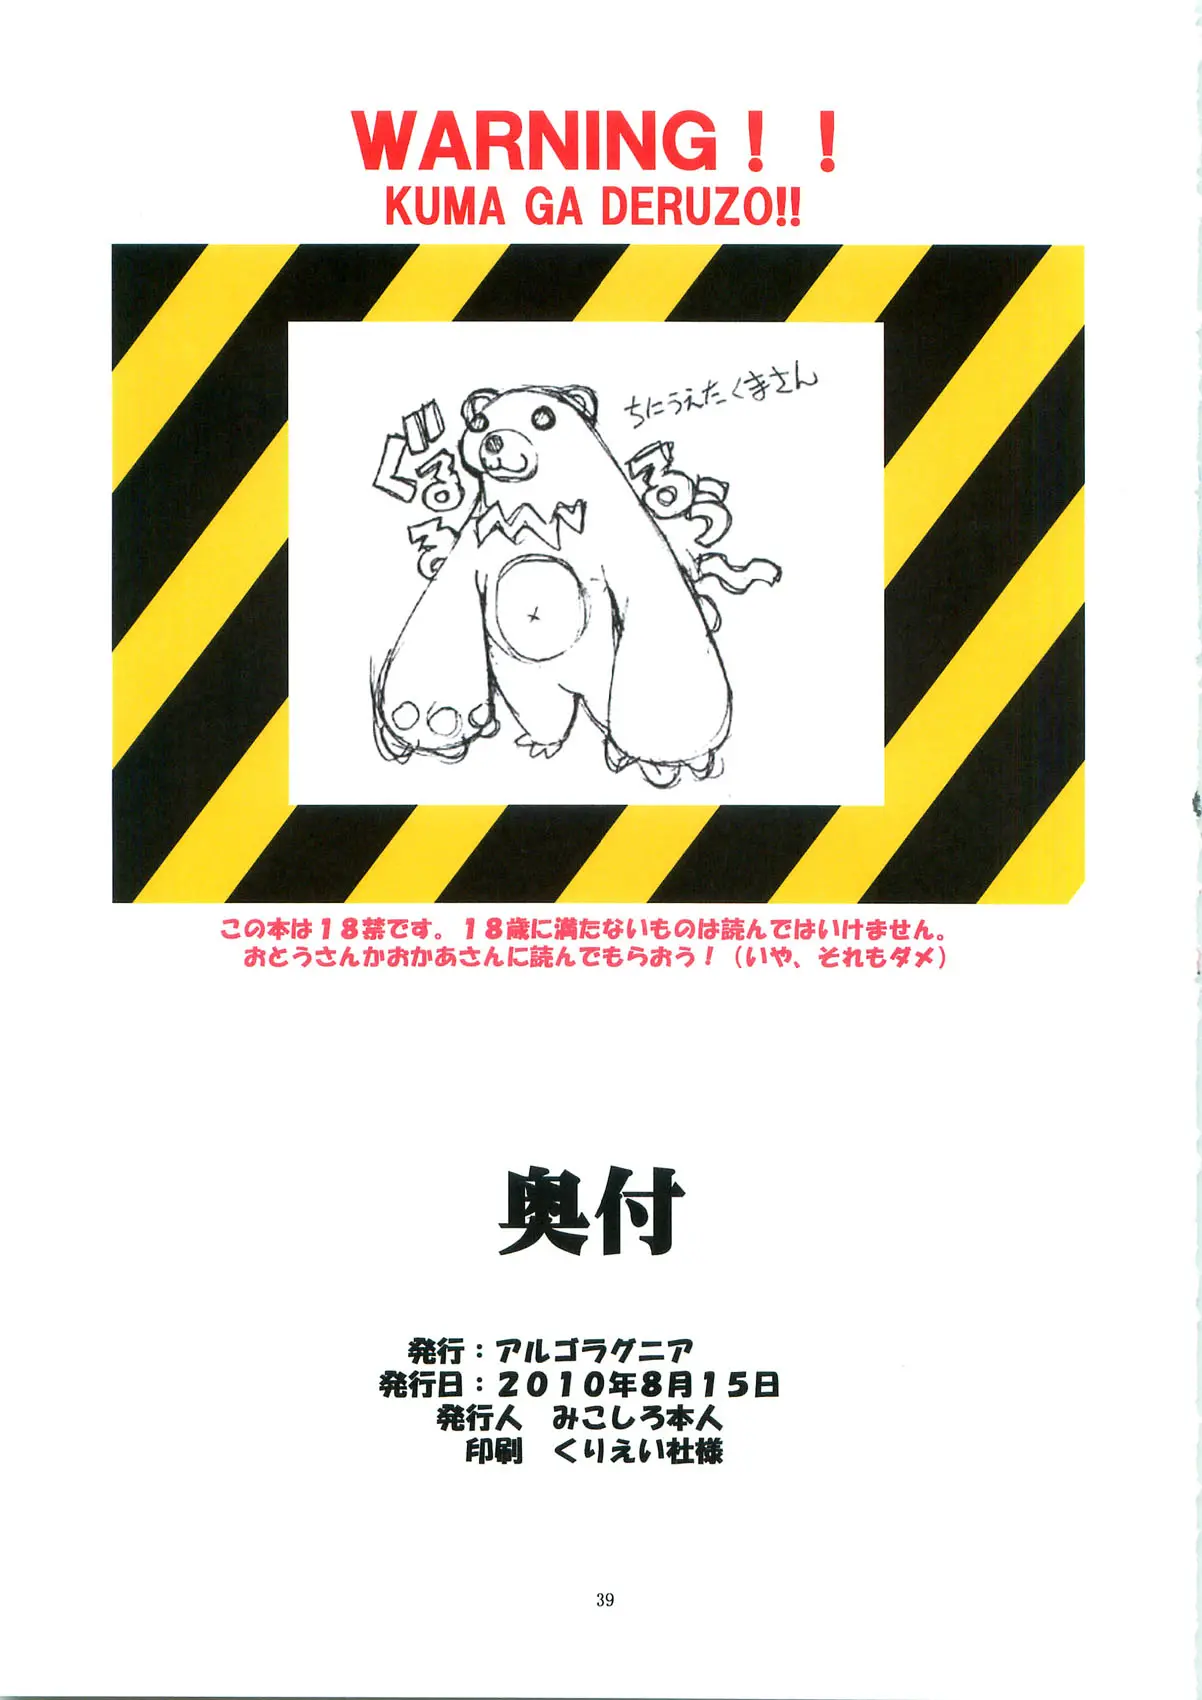 WARNING！！
KUMA GA DERUZO!!
ちにうえたくまさん
ぐるる
るぅ
この本は１８禁です。１８歳に満たないものは読んではいけません。
おとうさんかおかあさんに読んでもらおう！（いや、それもダメ）
奥付
発行：アルゴラグニア
発行日：２０１０年８月１５日
発行人　みこしろ本人
印刷　くりえい社様
39